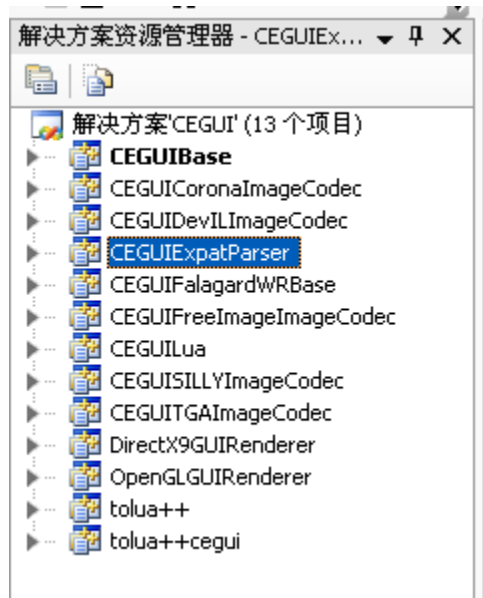 解决方案资源管理器 - CEGUIEx...
解决方案'CEGUI' (13 个项目)
CEGUIBase
CEGUICoronaImageCodec
CEGUIDevILImageCodec
CEGUIExpatParser
CEGUIFalagardWRBase
CEGUIFreeImageImageCodec
CEGUILua
CEGUISILLYImageCodec
CEGUITGAImageCodec
DirectX9GUIRenderer
OpenGLGUIRenderer
tolua++
tolua++cegui